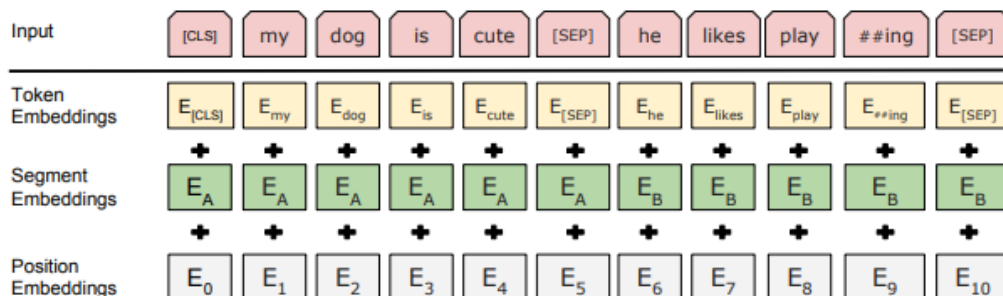 Input [CLS] my dog is cute [SEP] he likes play ##ing [SEP]
Token Embeddings E[CLS] Emy Edog Eis Ecute E[SEP] Ehe Elikes Eplay E##ing E[SEP]
+ + + + + + + + + + +
Segment Embeddings EA EA EA EA EA EA EB EB EB EB EB
+ + + + + + + + + + +
Position Embeddings E0 E1 E2 E3 E4 E5 E6 E7 E8 E9 E10